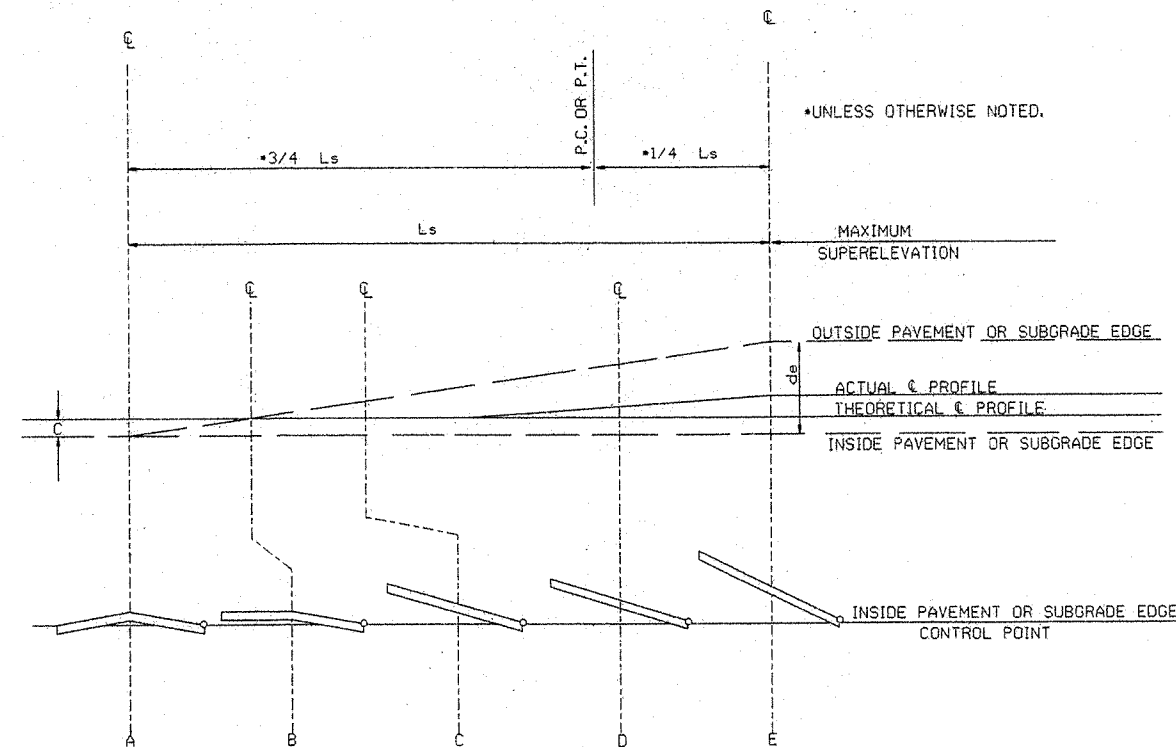 ℄
℄
P.C. OR P.T.
*UNLESS OTHERWISE NOTED.
*3/4 Ls
*1/4 Ls
Ls
MAXIMUM
SUPERELEVATION
℄
℄
℄
OUTSIDE PAVEMENT OR SUBGRADE EDGE
de
ACTUAL ℄ PROFILE
THEORETICAL ℄ PROFILE
C
INSIDE PAVEMENT OR SUBGRADE EDGE
INSIDE PAVEMENT OR SUBGRADE EDGE
CONTROL POINT
A
B
C
D
E